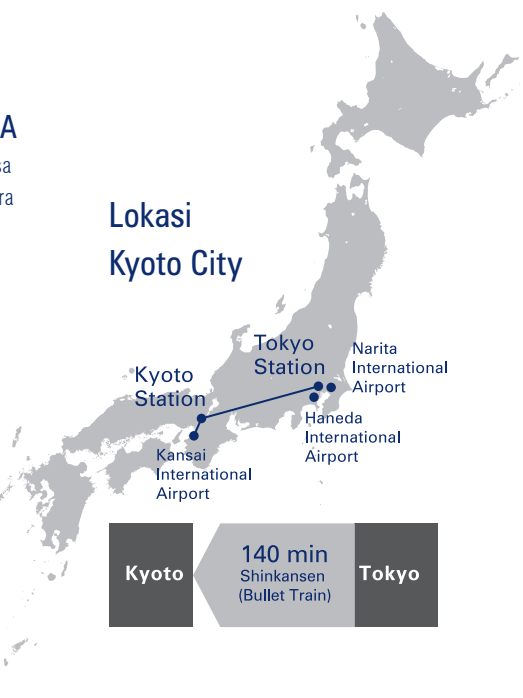 A
sa
ra
Lokasi
Kyoto City
Tokyo
Station
Narita
International
Airport
Kyoto
Station
Haneda
International
Airport
Kansai
International
Airport
Kyoto
140 min
Shinkansen
(Bullet Train)
Tokyo